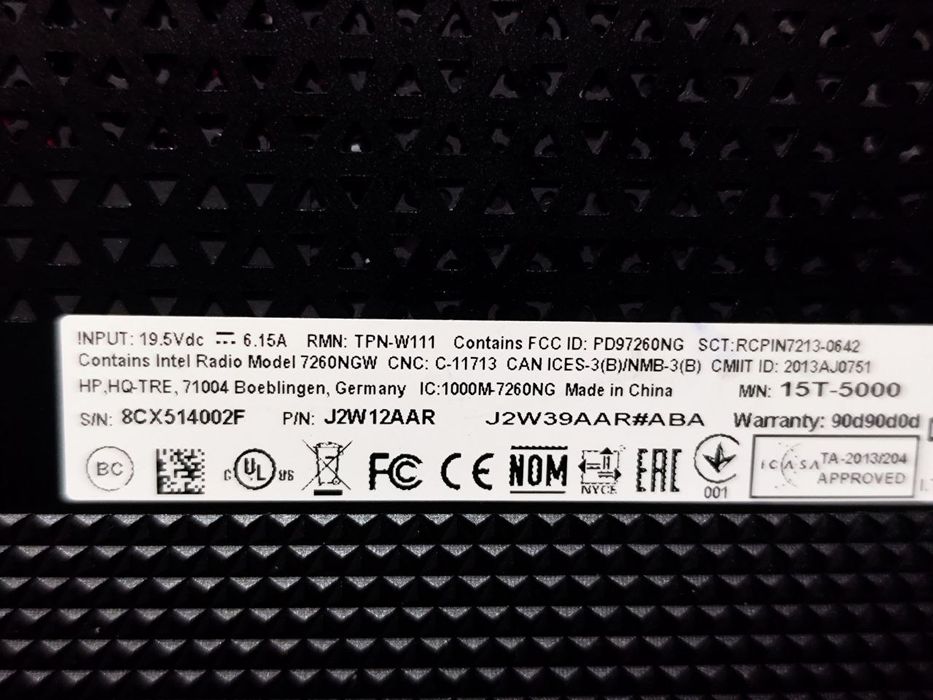 INPUT: 19.5Vdc ⎓ 6.15A RMN: TPN-W111 Contains FCC ID: PD97260NG SCT:RCPIN7213-0642
Contains Intel Radio Model 7260NGW CNC: C-11713 CAN ICES-3(B)/NMB-3(B) CMIIT ID: 2013AJ0751
HP,HQ-TRE, 71004 Boeblingen, Germany IC:1000M-7260NG Made in China M/N: 15T-5000
S/N: 8CX514002F P/N: J2W12AAR J2W39AAR#ABA Warranty: 90d90d0d
BC c UL us FC CE NOM NYCE EAC 001 ICASA TA-2013/204
APPROVED